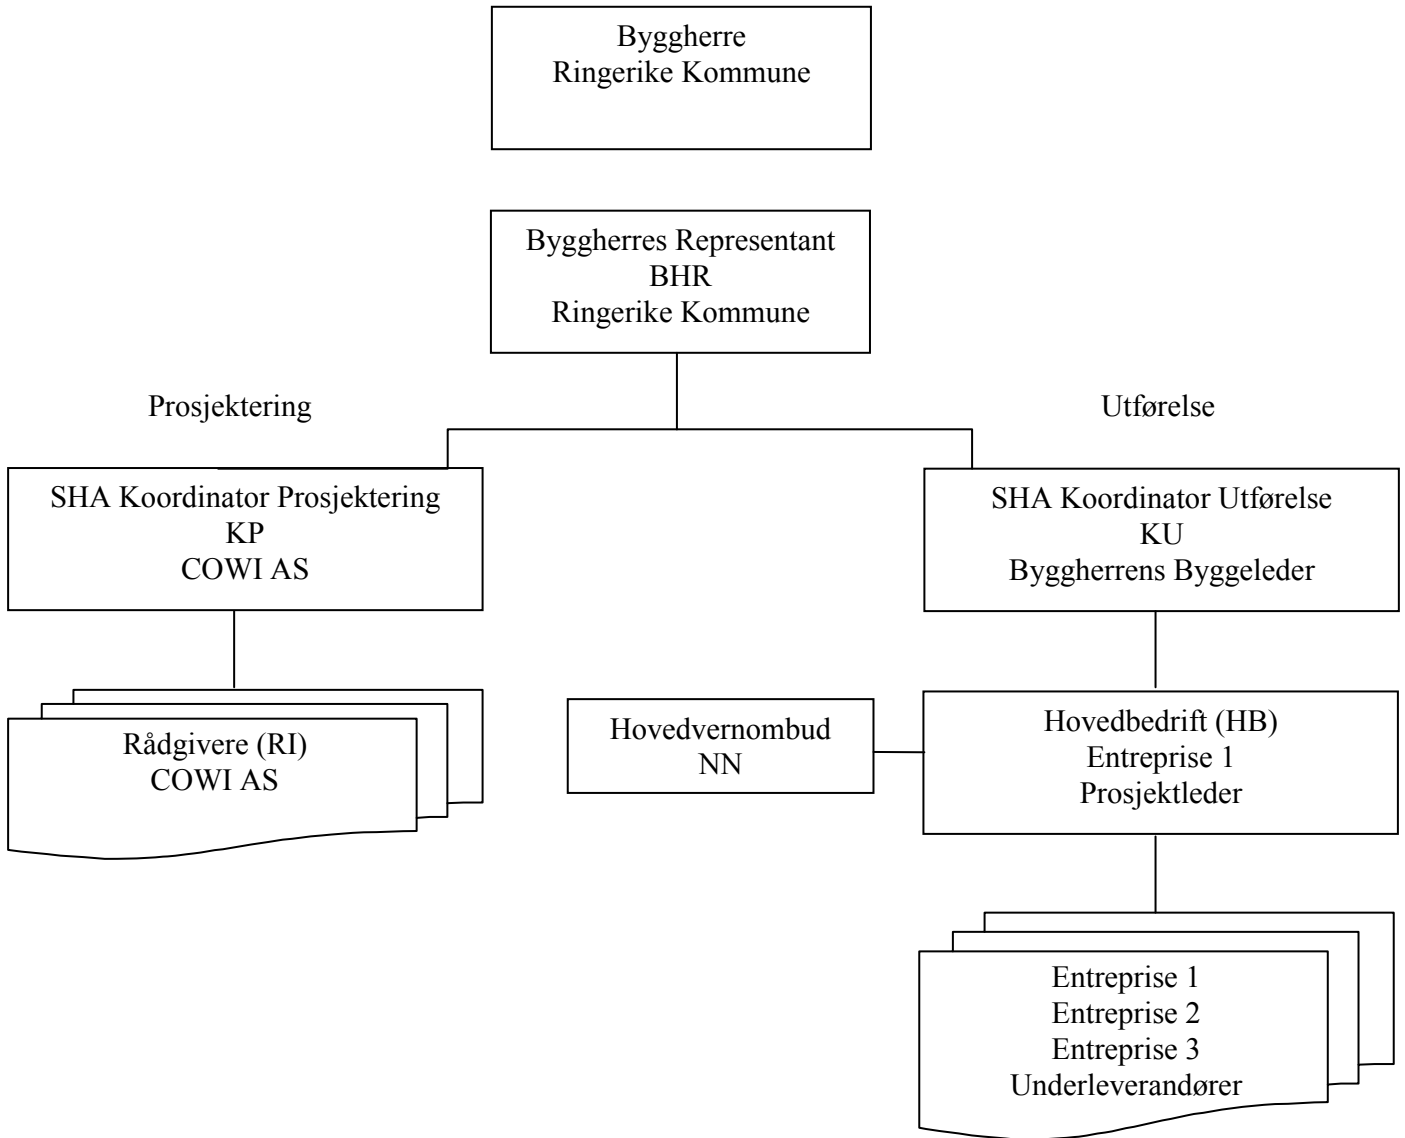 Byggherre
Ringerike Kommune
Byggherres Representant
BHR
Ringerike Kommune
Prosjektering
Utførelse
SHA Koordinator Prosjektering
KP
COWI AS
SHA Koordinator Utførelse
KU
Byggherrens Byggeleder
Rådgivere (RI)
COWI AS
Hovedvernombud
NN
Hovedbedrift (HB)
Entreprise 1
Prosjektleder
Entreprise 1
Entreprise 2
Entreprise 3
Underleverandører